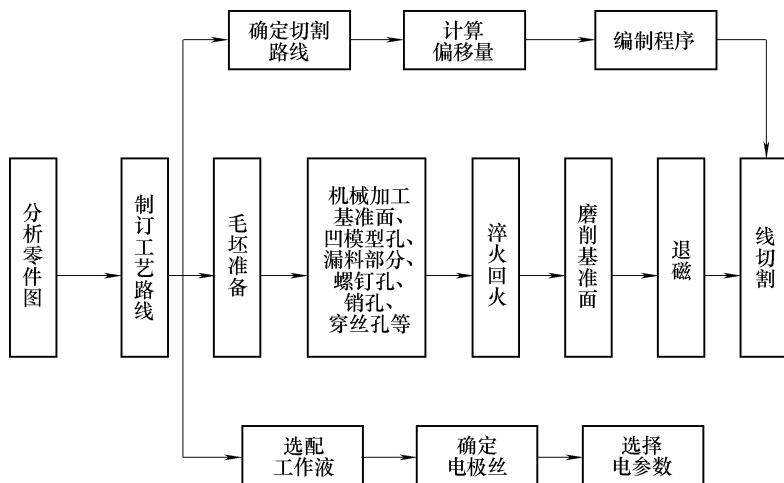 确定切割
路线
计算
偏移量
编制程序
分析零件图
制订工艺路线
毛坯准备
机械加工
基准面、
凹模型孔、
漏料部分、
螺钉孔、
销孔、
穿丝孔等
淬火回火
磨削基准面
退磁
线切割
选配
工作液
确定
电极丝
选择
电参数